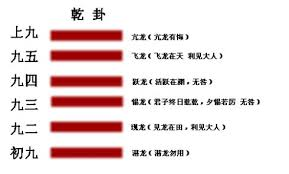 乾 卦
上九 亢龙（亢龙有悔）
九五 飞龙（飞龙在天 利见大人）
九四 跃龙（活跃在渊，无咎）
九三 惕龙（君子终日乾乾，夕惕若厉 无咎）
九二 现龙（见龙在田，利见大人）
初九 潜龙（潜龙勿用）